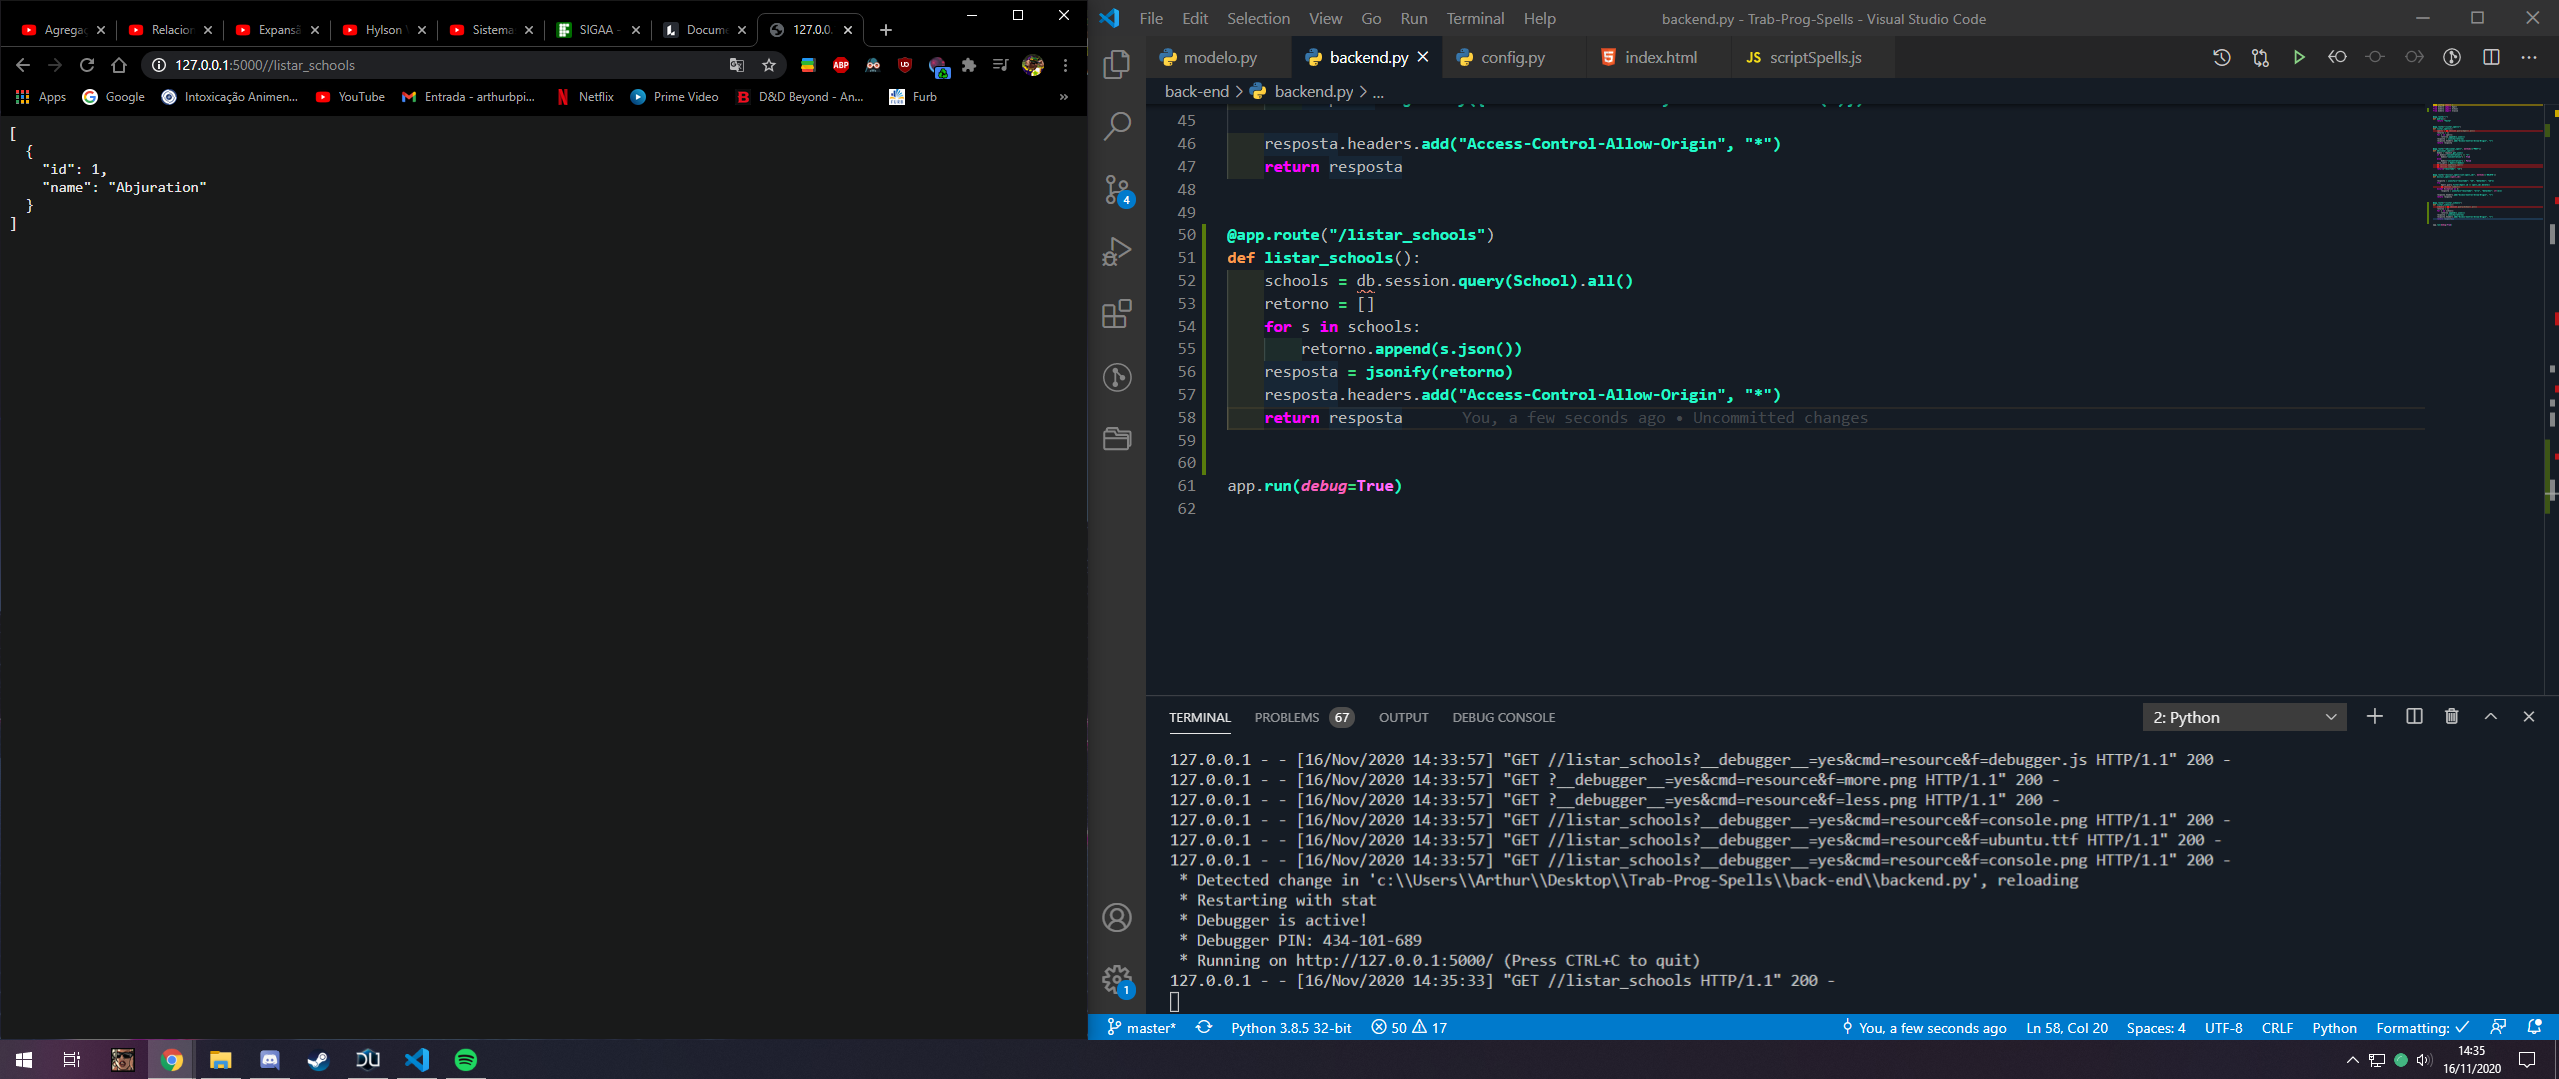 Agregaç
Relacion
Expansã
Hylson V
Sistema
SIGAA -
Docume
127.0.0.
127.0.0.1:5000//listar_schools
Apps
Google
Intoxicação Animen...
YouTube
Entrada - arthurbpi...
Netflix
Prime Video
D&D Beyond - An...
Furb
»
[
  {
    "id": 1,
    "name": "Abjuration"
  }
]
File Edit Selection View Go Run Terminal Help
backend.py - Trab-Prog-Spells - Visual Studio Code
modelo.py
backend.py
config.py
index.html
JS scriptSpells.js
back-end > backend.py > ...
45
46     resposta.headers.add("Access-Control-Allow-Origin", "*")
47     return resposta
48
49
50 @app.route("/listar_schools")
51 def listar_schools():
52     schools = db.session.query(School).all()
53     retorno = []
54     for s in schools:
55         retorno.append(s.json())
56     resposta = jsonify(retorno)
57     resposta.headers.add("Access-Control-Allow-Origin", "*")
58     return resposta     You, a few seconds ago • Uncommitted changes
59
60
61 app.run(debug=True)
62
4
1
TERMINAL PROBLEMS 67 OUTPUT DEBUG CONSOLE
2: Python
127.0.0.1 - - [16/Nov/2020 14:33:57] "GET //listar_schools?__debugger__=yes&cmd=resource&f=debugger.js HTTP/1.1" 200 -
127.0.0.1 - - [16/Nov/2020 14:33:57] "GET ?__debugger__=yes&cmd=resource&f=more.png HTTP/1.1" 200 -
127.0.0.1 - - [16/Nov/2020 14:33:57] "GET ?__debugger__=yes&cmd=resource&f=less.png HTTP/1.1" 200 -
127.0.0.1 - - [16/Nov/2020 14:33:57] "GET //listar_schools?__debugger__=yes&cmd=resource&f=console.png HTTP/1.1" 200 -
127.0.0.1 - - [16/Nov/2020 14:33:57] "GET //listar_schools?__debugger__=yes&cmd=resource&f=ubuntu.ttf HTTP/1.1" 200 -
127.0.0.1 - - [16/Nov/2020 14:33:57] "GET //listar_schools?__debugger__=yes&cmd=resource&f=console.png HTTP/1.1" 200 -
 * Detected change in 'c:\\Users\\Arthur\\Desktop\\Trab-Prog-Spells\\back-end\\backend.py', reloading
 * Restarting with stat
 * Debugger is active!
 * Debugger PIN: 434-101-689
 * Running on http://127.0.0.1:5000/ (Press CTRL+C to quit)
127.0.0.1 - - [16/Nov/2020 14:35:33] "GET //listar_schools HTTP/1.1" 200 -
master* Python 3.8.5 32-bit 50 17 You, a few seconds ago Ln 58, Col 20 Spaces: 4 UTF-8 CRLF Python Formatting: ✓
14:35
16/11/2020